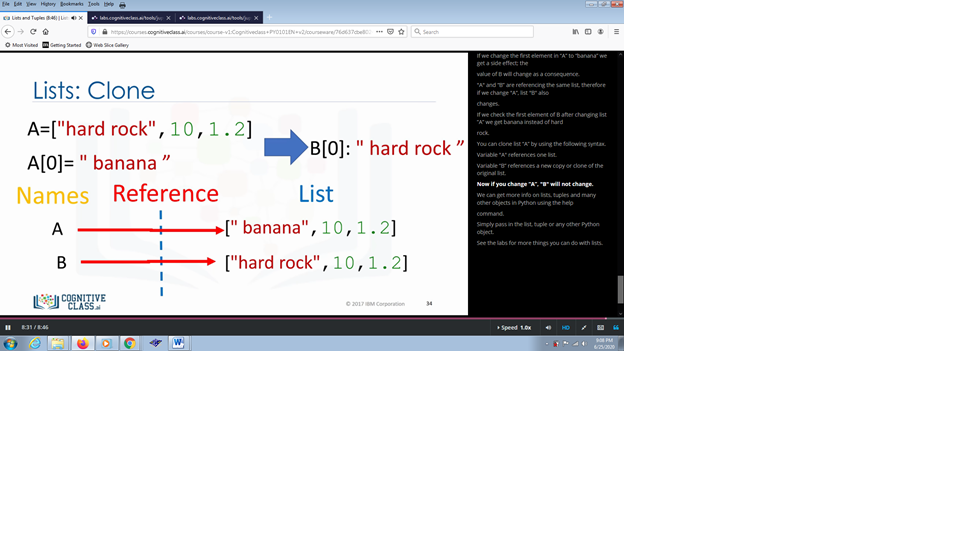 File Edit View History Bookmarks Tools Help
Lists and Tuples (8:46) | Lists
labs.cognitiveclass.ai/tools/jup
labs.cognitiveclass.ai/tools/jup
https://courses.cognitiveclass.ai/courses/course-v1:Cognitiveclass+PY0101EN+v2/courseware/76d637cbe8
Search
Most Visited Getting Started Web Slice Gallery
Lists: Clone
A=["hard rock",10,1.2]
B[0]: " hard rock ”
A[0]= " banana ”
Names Reference List
A [" banana",10,1.2]
B ["hard rock",10,1.2]
COGNITIVE
CLASS.ai
© 2017 IBM Corporation 34
If we change the first element in "A" to "banana" we
get a side effect; the
value of B will change as a consequence.
"A" and "B" are referencing the same list, therefore
if we change "A", list "B" also
changes.
If we check the first element of B after changing list
"A" we get banana instead of hard
rock.
You can clone list "A" by using the following syntax.
Variable "A" references one list.
Variable "B" references a new copy or clone of the
original list.
Now if you change "A", "B" will not change.
We can get more info on lists, tuples and many
other objects in Python using the help
command.
Simply pass in the list, tuple or any other Python
object.
See the labs for more things you can do with lists.
8:31 / 8:46
Speed 1.0x
HD
9:08 PM
6/25/2020